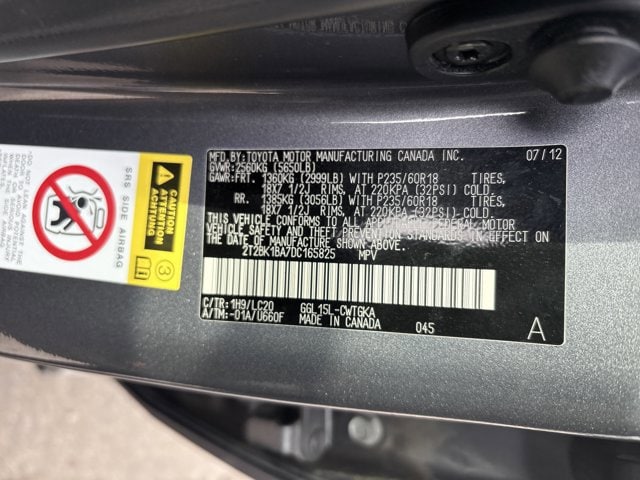 MFD. BY: TOYOTA MOTOR MANUFACTURING CANADA INC. 07/12
GVWR: 2560KG (5650LB)
GAWR: FRT. 1360KG (2999LB) WITH P235/60R18 TIRES,
18X7 1/2J RIMS, AT 220KPA (32PSI) COLD.
RR. 1385KG (3056LB) WITH P235/60R18 TIRES,
18X7 1/2J RIMS, AT 220KPA (32PSI) COLD.
THIS VEHICLE CONFORMS TO ALL APPLICABLE FEDERAL MOTOR
VEHICLE SAFETY AND THEFT PREVENTION STANDARDS IN EFFECT ON
THE DATE OF MANUFACTURE SHOWN ABOVE.
2T2BK1BA7DC165825 MPV
C/TR: 1H9/LC20 GGL15L-CWTGKA
A/TM: -01A/U660F MADE IN CANADA 045 A
SRS SIDE AIRBAG
CAUTION
ATTENTION
3